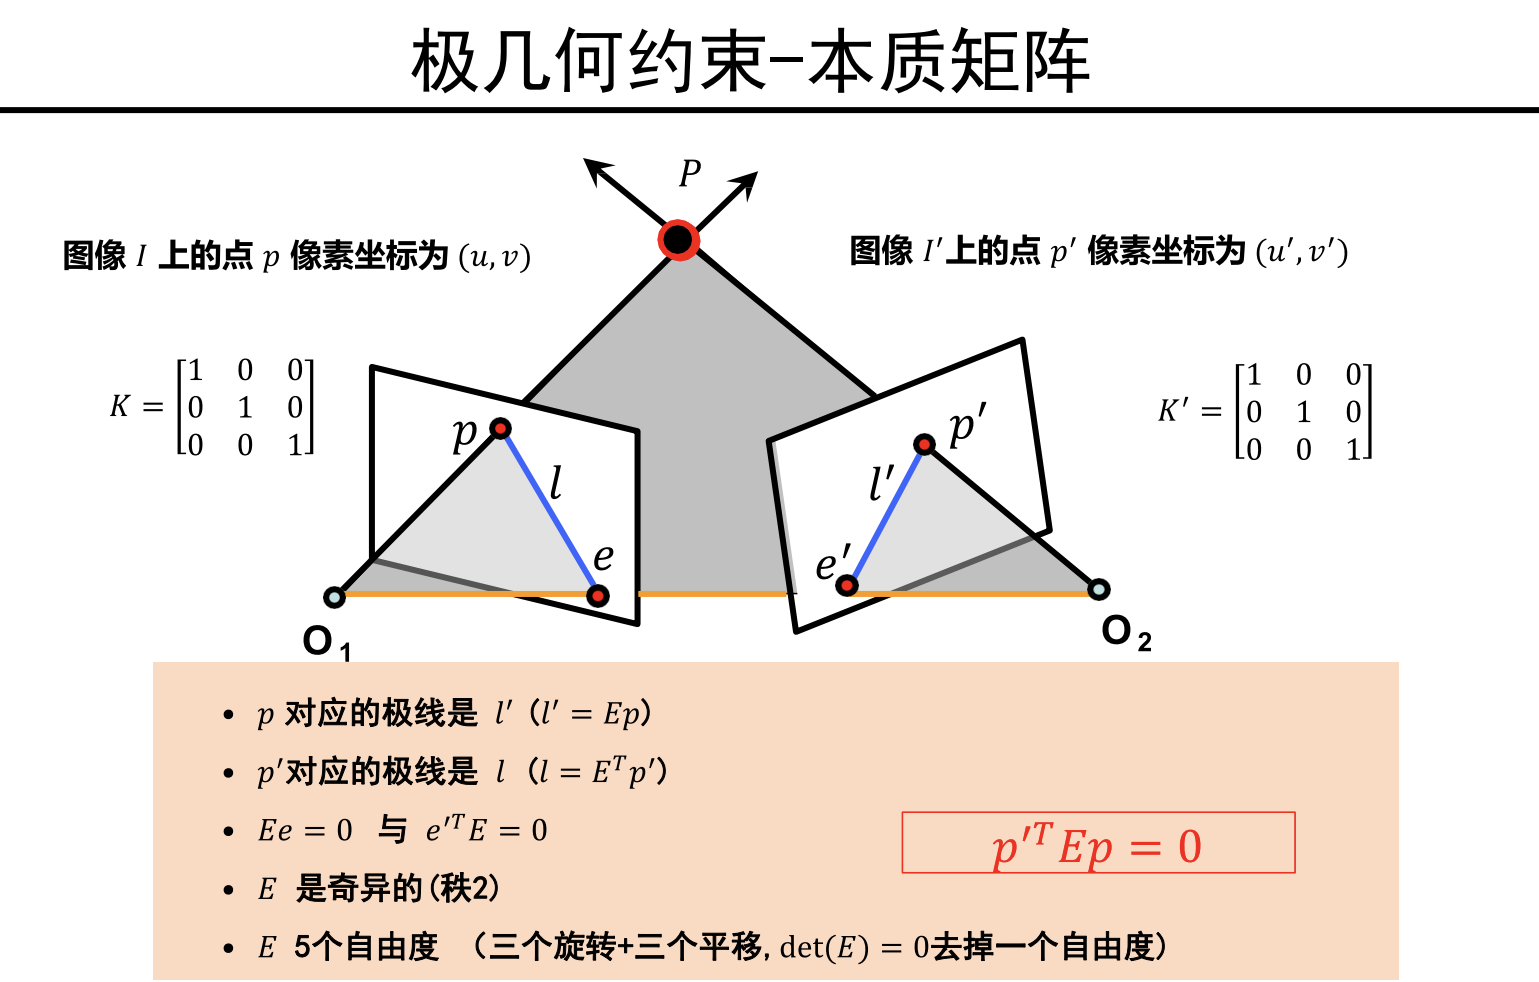 极几何约束-本质矩阵
P
图像 I 上的点 p 像素坐标为 (u, v)
图像 I′上的点 p′ 像素坐标为 (u′, v′)
K = [1 0 0
0 1 0
0 0 1]
K′ = [1 0 0
0 1 0
0 0 1]
p
l
e
p′
l′
e′
O1
O2
• p 对应的极线是 l′ (l′ = Ep)
• p′对应的极线是 l (l = Eᵀp′)
• Ee = 0 与 e′ᵀE = 0
• E 是奇异的(秩2)
• E 5个自由度 (三个旋转+三个平移, det(E) = 0去掉一个自由度)
p′ᵀEp = 0